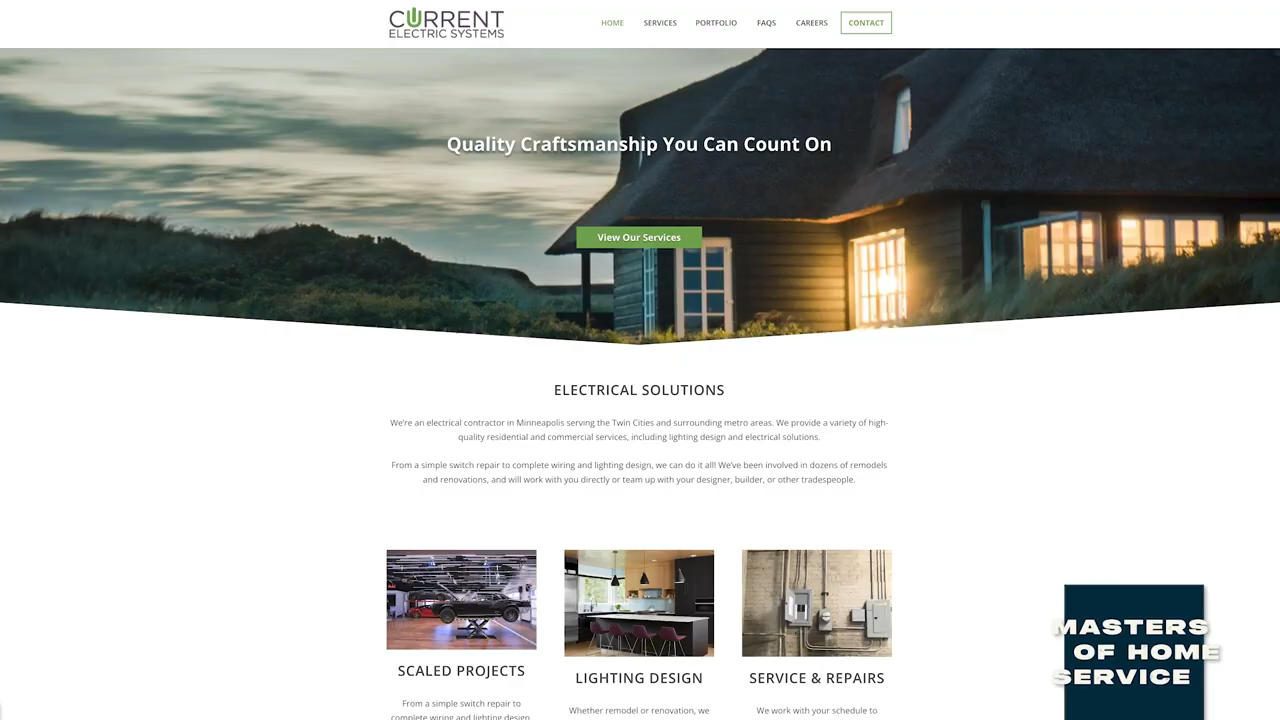 CURRENT
ELECTRIC SYSTEMS
HOME SERVICES PORTFOLIO FAQS CAREERS CONTACT
Quality Craftsmanship You Can Count On
View Our Services
ELECTRICAL SOLUTIONS
We're an electrical contractor in Minneapolis serving the Twin Cities and surrounding metro areas. We provide a variety of high-
quality residential and commercial services, including lighting design and electrical solutions.
From a simple switch repair to complete wiring and lighting design, we can do it all! We've been involved in dozens of remodels
and renovations, and will work with you directly or team up with your designer, builder, or other tradespeople.
SCALED PROJECTS
From a simple switch repair to
complete wiring and lighting design,
LIGHTING DESIGN
Whether remodel or renovation, we
SERVICE & REPAIRS
We work with your schedule to
MASTERS
OF HOME
SERVICE